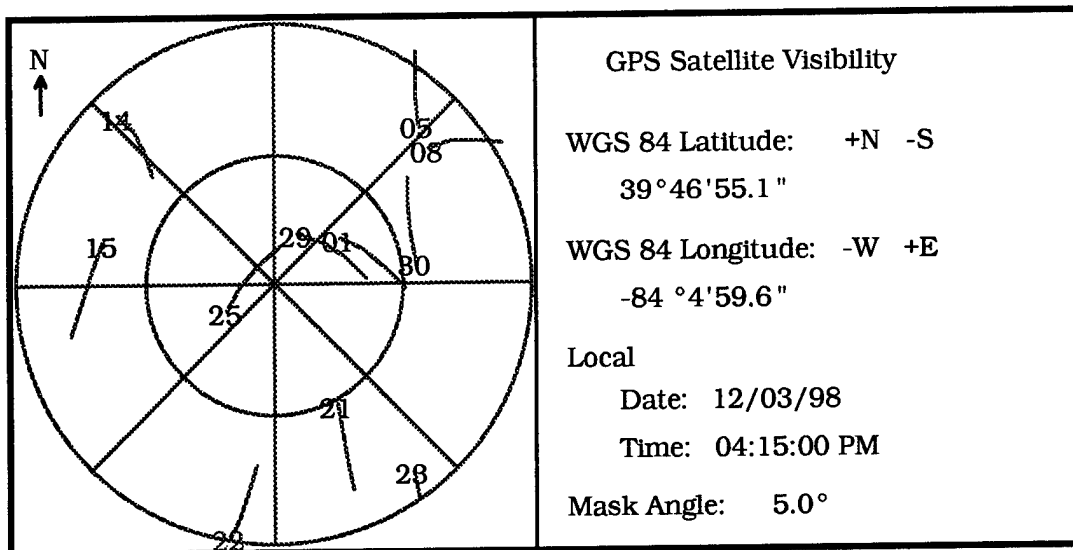 N
14
05
08
15
29 01
30
25
21
23
22
GPS Satellite Visibility
WGS 84 Latitude: +N -S
39°46'55.1"
WGS 84 Longitude: -W +E
-84 °4'59.6"
Local
Date: 12/03/98
Time: 04:15:00 PM
Mask Angle: 5.0°